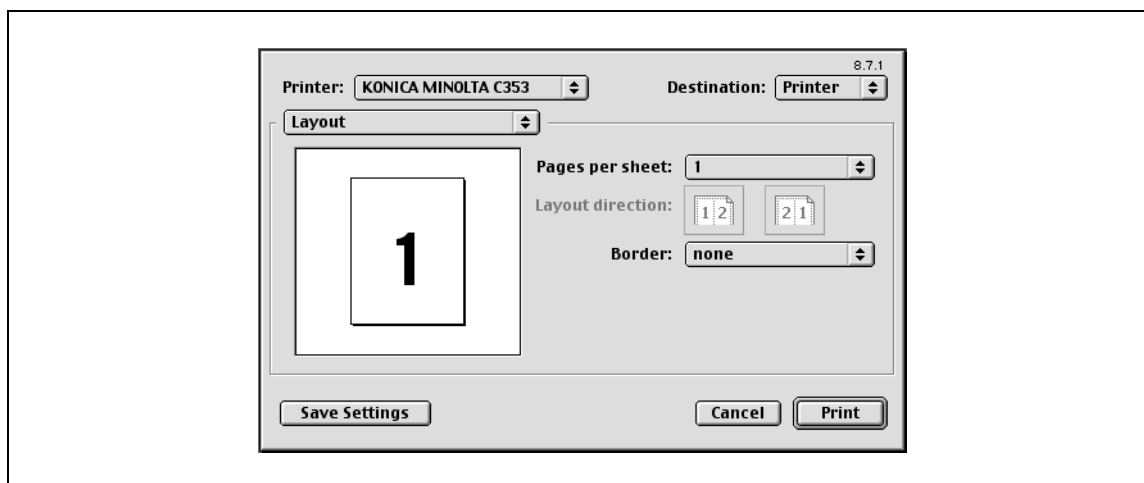 8.7.1
Printer: KONICA MINOLTA C353 Destination: Printer
Layout
Pages per sheet: 1
1
Layout direction: 1 2 2 1
Border: none
Save Settings Cancel Print